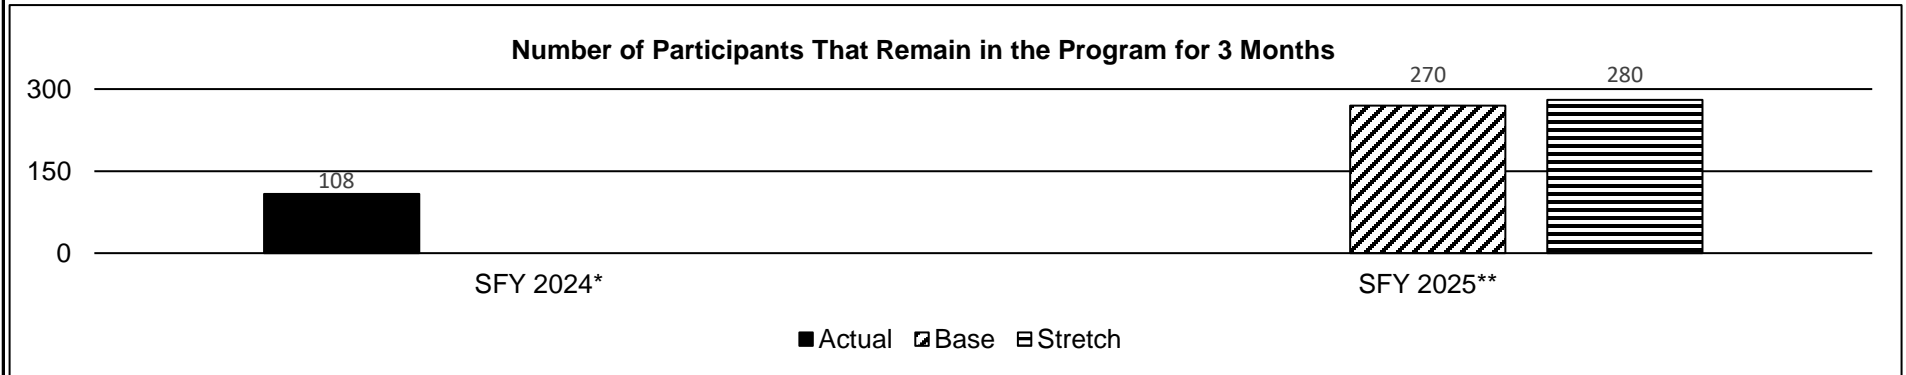 Number of Participants That Remain in the Program for 3 Months
270 280
300
150
108
0
SFY 2024* SFY 2025**
Actual Base Stretch